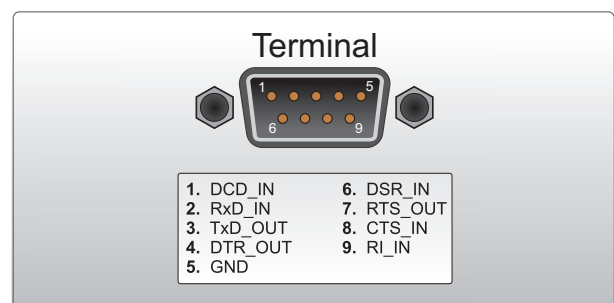 Terminal
1 5
6 9
1. DCD_IN 6. DSR_IN
2. RxD_IN 7. RTS_OUT
3. TxD_OUT 8. CTS_IN
4. DTR_OUT 9. RI_IN
5. GND